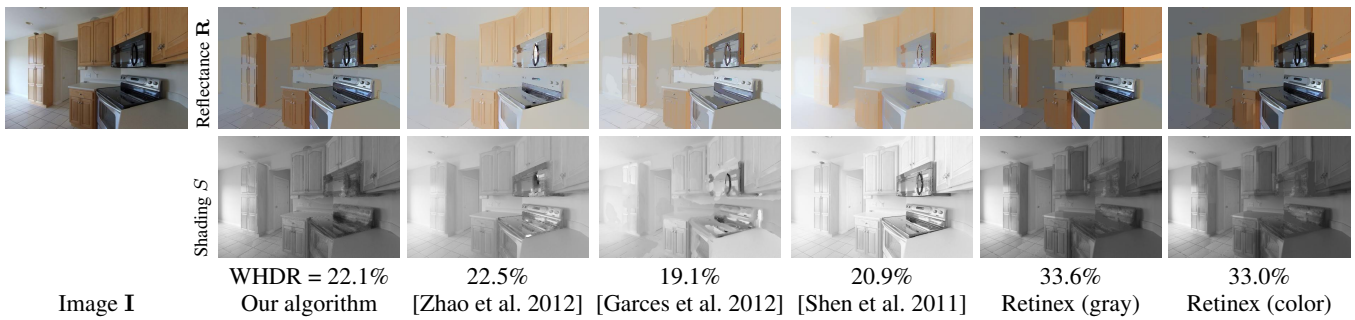 Reflectance R
Shading S
WHDR = 22.1% 22.5% 19.1% 20.9% 33.6% 33.0%
Image I Our algorithm [Zhao et al. 2012] [Garces et al. 2012] [Shen et al. 2011] Retinex (gray) Retinex (color)